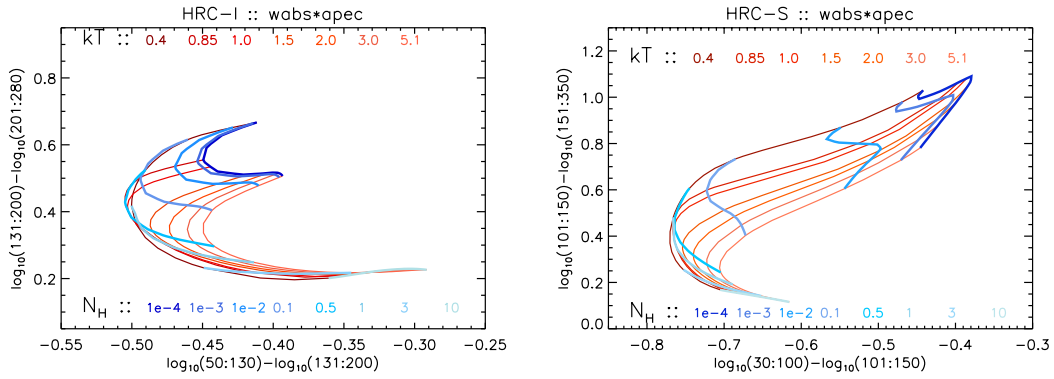 HRC-I :: wabs*apec
kT :: 0.4 0.85 1.0 1.5 2.0 3.0 5.1
0.8
0.6
0.4
0.2
log10(131:200)-log10(201:280)
N_H :: 1e-4 1e-3 1e-2 0.1 0.5 1 3 10
-0.55 -0.50 -0.45 -0.40 -0.35 -0.30 -0.25
log10(50:130)-log10(131:200)
HRC-S :: wabs*apec
kT :: 0.4 0.85 1.0 1.5 2.0 3.0 5.1
1.2
1.0
0.8
0.6
0.4
0.2
0.0
log10(101:150)-log10(151:350)
N_H :: 1e-4 1e-3 1e-2 0.1 0.5 1 3 10
-0.8 -0.7 -0.6 -0.5 -0.4 -0.3
log10(30:100)-log10(101:150)